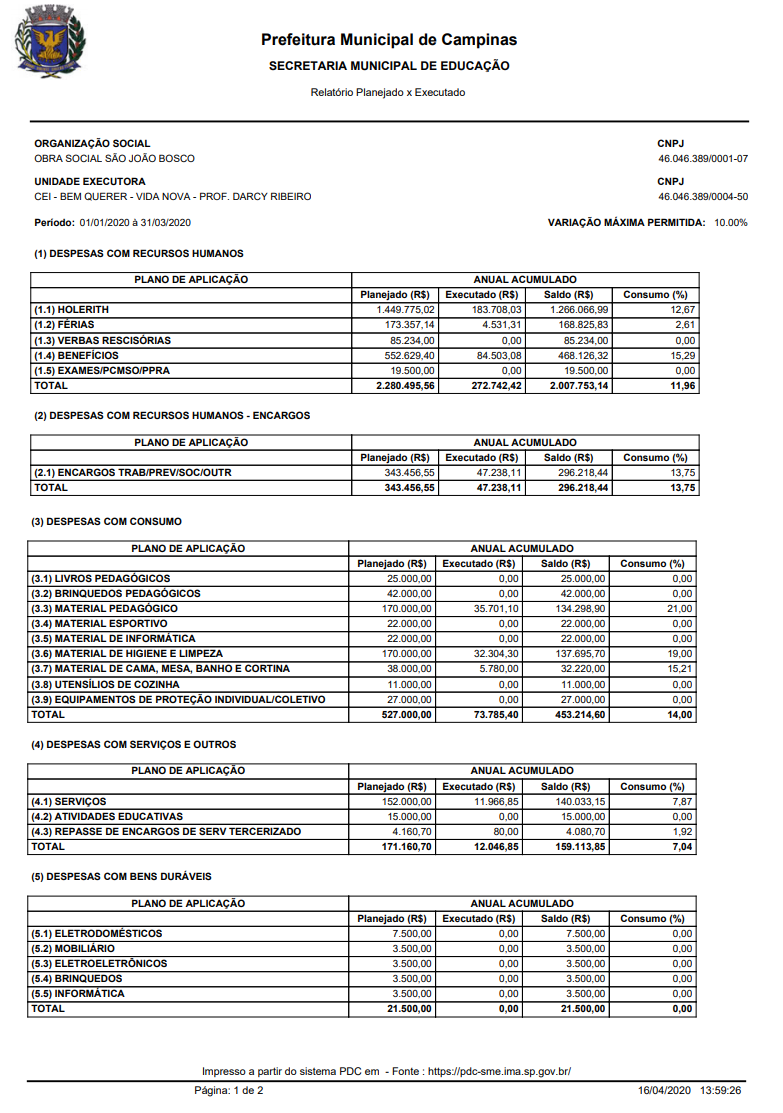 Prefeitura Municipal de Campinas
SECRETARIA MUNICIPAL DE EDUCAÇÃO
Relatório Planejado x Executado
ORGANIZAÇÃO SOCIAL CNPJ
OBRA SOCIAL SÃO JOÃO BOSCO 46.046.389/0001-07
UNIDADE EXECUTORA CNPJ
CEI - BEM QUERER - VIDA NOVA - PROF. DARCY RIBEIRO 46.046.389/0004-50
Período: 01/01/2020 à 31/03/2020 VARIAÇÃO MÁXIMA PERMITIDA: 10.00%
(1) DESPESAS COM RECURSOS HUMANOS
PLANO DE APLICAÇÃO ANUAL ACUMULADO
Planejado (R$) Executado (R$) Saldo (R$) Consumo (%)
(1.1) HOLERITH 1.449.775,02 183.708,03 1.266.066,99 12,67
(1.2) FÉRIAS 173.357,14 4.531,31 168.825,83 2,61
(1.3) VERBAS RESCISÓRIAS 85.234,00 0,00 85.234,00 0,00
(1.4) BENEFÍCIOS 552.629,40 84.503,08 468.126,32 15,29
(1.5) EXAMES/PCMSO/PPRA 19.500,00 0,00 19.500,00 0,00
TOTAL 2.280.495,56 272.742,42 2.007.753,14 11,96
(2) DESPESAS COM RECURSOS HUMANOS - ENCARGOS
PLANO DE APLICAÇÃO ANUAL ACUMULADO
Planejado (R$) Executado (R$) Saldo (R$) Consumo (%)
(2.1) ENCARGOS TRAB/PREV/SOC/OUTR 343.456,55 47.238,11 296.218,44 13,75
TOTAL 343.456,55 47.238,11 296.218,44 13,75
(3) DESPESAS COM CONSUMO
PLANO DE APLICAÇÃO ANUAL ACUMULADO
Planejado (R$) Executado (R$) Saldo (R$) Consumo (%)
(3.1) LIVROS PEDAGÓGICOS 25.000,00 0,00 25.000,00 0,00
(3.2) BRINQUEDOS PEDAGÓGICOS 42.000,00 0,00 42.000,00 0,00
(3.3) MATERIAL PEDAGÓGICO 170.000,00 35.701,10 134.298,90 21,00
(3.4) MATERIAL ESPORTIVO 22.000,00 0,00 22.000,00 0,00
(3.5) MATERIAL DE INFORMÁTICA 22.000,00 0,00 22.000,00 0,00
(3.6) MATERIAL DE HIGIENE E LIMPEZA 170.000,00 32.304,30 137.695,70 19,00
(3.7) MATERIAL DE CAMA, MESA, BANHO E CORTINA 38.000,00 5.780,00 32.220,00 15,21
(3.8) UTENSÍLIOS DE COZINHA 11.000,00 0,00 11.000,00 0,00
(3.9) EQUIPAMENTOS DE PROTEÇÃO INDIVIDUAL/COLETIVO 27.000,00 0,00 27.000,00 0,00
TOTAL 527.000,00 73.785,40 453.214,60 14,00
(4) DESPESAS COM SERVIÇOS E OUTROS
PLANO DE APLICAÇÃO ANUAL ACUMULADO
Planejado (R$) Executado (R$) Saldo (R$) Consumo (%)
(4.1) SERVIÇOS 152.000,00 11.966,85 140.033,15 7,87
(4.2) ATIVIDADES EDUCATIVAS 15.000,00 0,00 15.000,00 0,00
(4.3) REPASSE DE ENCARGOS DE SERV TERCERIZADO 4.160,70 80,00 4.080,70 1,92
TOTAL 171.160,70 12.046,85 159.113,85 7,04
(5) DESPESAS COM BENS DURÁVEIS
PLANO DE APLICAÇÃO ANUAL ACUMULADO
Planejado (R$) Executado (R$) Saldo (R$) Consumo (%)
(5.1) ELETRODOMÉSTICOS 7.500,00 0,00 7.500,00 0,00
(5.2) MOBILIÁRIO 3.500,00 0,00 3.500,00 0,00
(5.3) ELETROELETRÔNICOS 3.500,00 0,00 3.500,00 0,00
(5.4) BRINQUEDOS 3.500,00 0,00 3.500,00 0,00
(5.5) INFORMÁTICA 3.500,00 0,00 3.500,00 0,00
TOTAL 21.500,00 0,00 21.500,00 0,00
Impresso a partir do sistema PDC em - Fonte : https://pdc-sme.ima.sp.gov.br/
Página: 1 de 2 16/04/2020 13:59:26